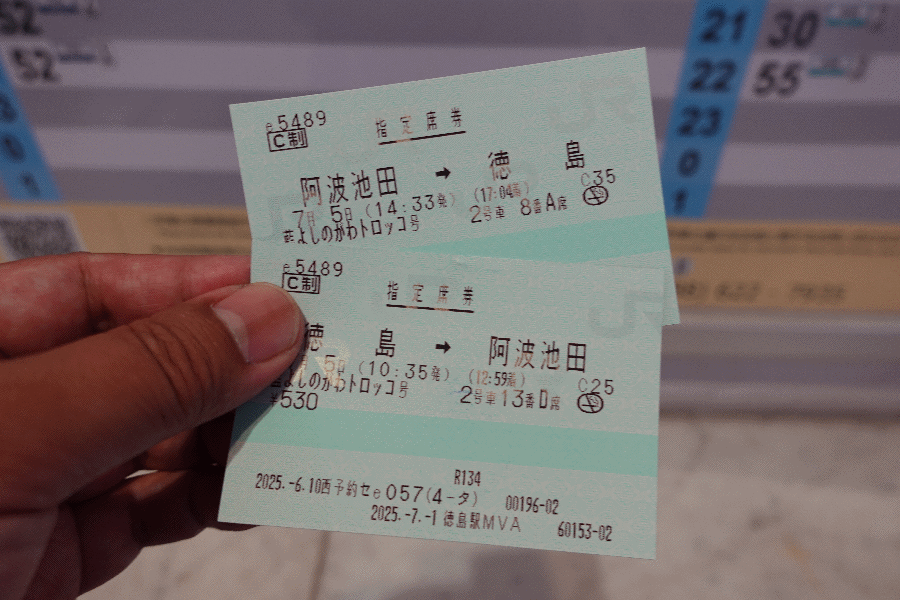 52
52
21 30
22 55
23
0
1
e5489
C制
指定席券
阿波池田 → 徳島
C35
7月 5日 (14:33発) (17:04着)
2号車 8番A席
よしのがわトロッコ号
e5489
C制
指定席券
徳島 → 阿波池田
C25
5日 (10:35発) (12:59着)
2号車 13番D席
よしのがわトロッコ号
¥530
R134
2025.-6.10西予約セe057(4-タ) 00196-02
2025.-7.-1 徳島駅MVA 60153-02